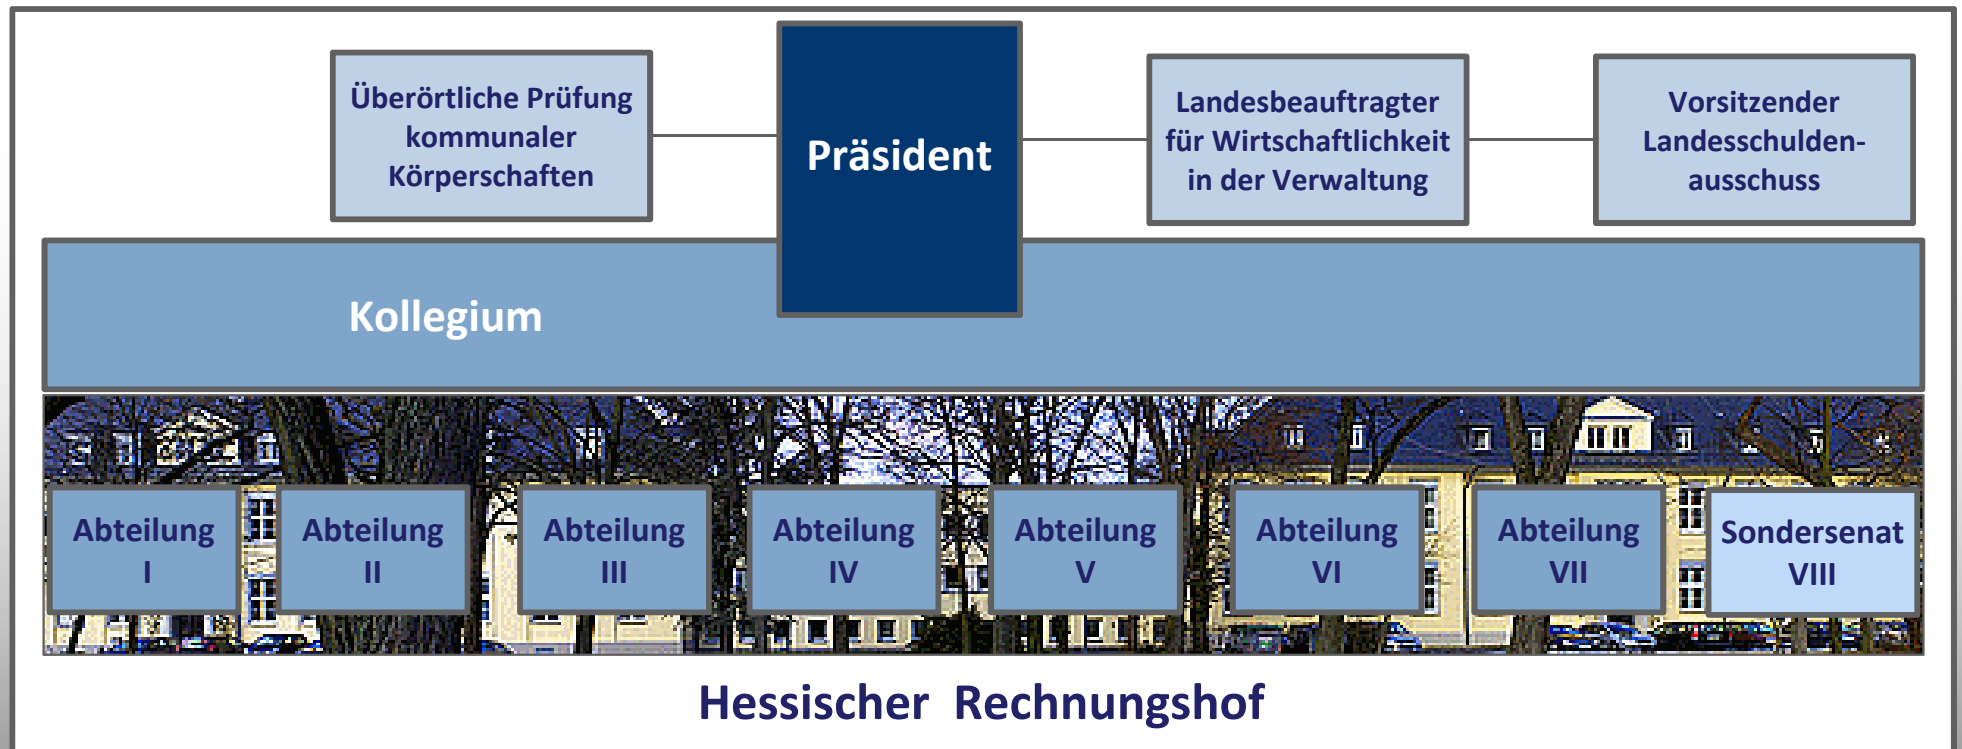 Überörtliche Prüfung
kommunaler
Körperschaften
Präsident
Landesbeauftragter
für Wirtschaftlichkeit
in der Verwaltung
Vorsitzender
Landesschulden-
ausschuss
Kollegium
Abteilung
I
Abteilung
II
Abteilung
III
Abteilung
IV
Abteilung
V
Abteilung
VI
Abteilung
VII
Sondersenat
VIII
Hessischer Rechnungshof